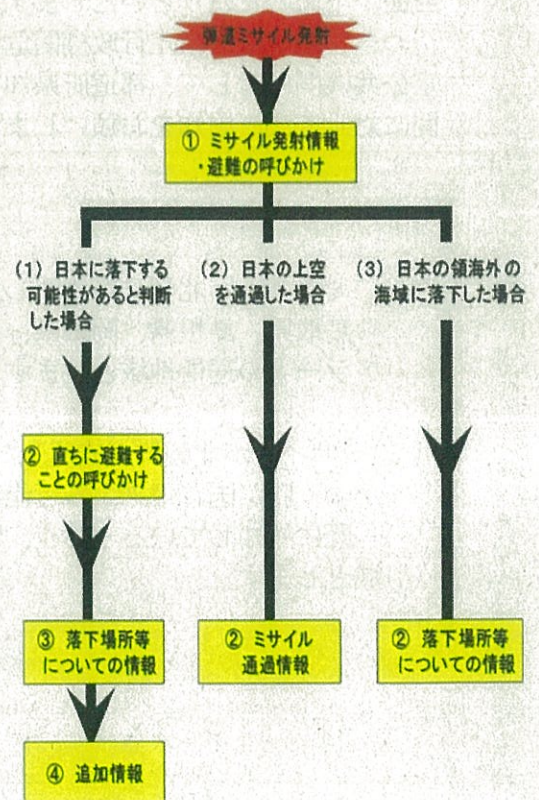 弾道ミサイル発射
① ミサイル発射情報
・避難の呼びかけ
(1) 日本に落下する
可能性があると判断
した場合
(2) 日本の上空
を通過した場合
(3) 日本の領海外の
海域に落下した場合
② 直ちに避難する
ことの呼びかけ
③ 落下場所等
についての情報
② ミサイル
通過情報
② 落下場所等
についての情報
④ 追加情報